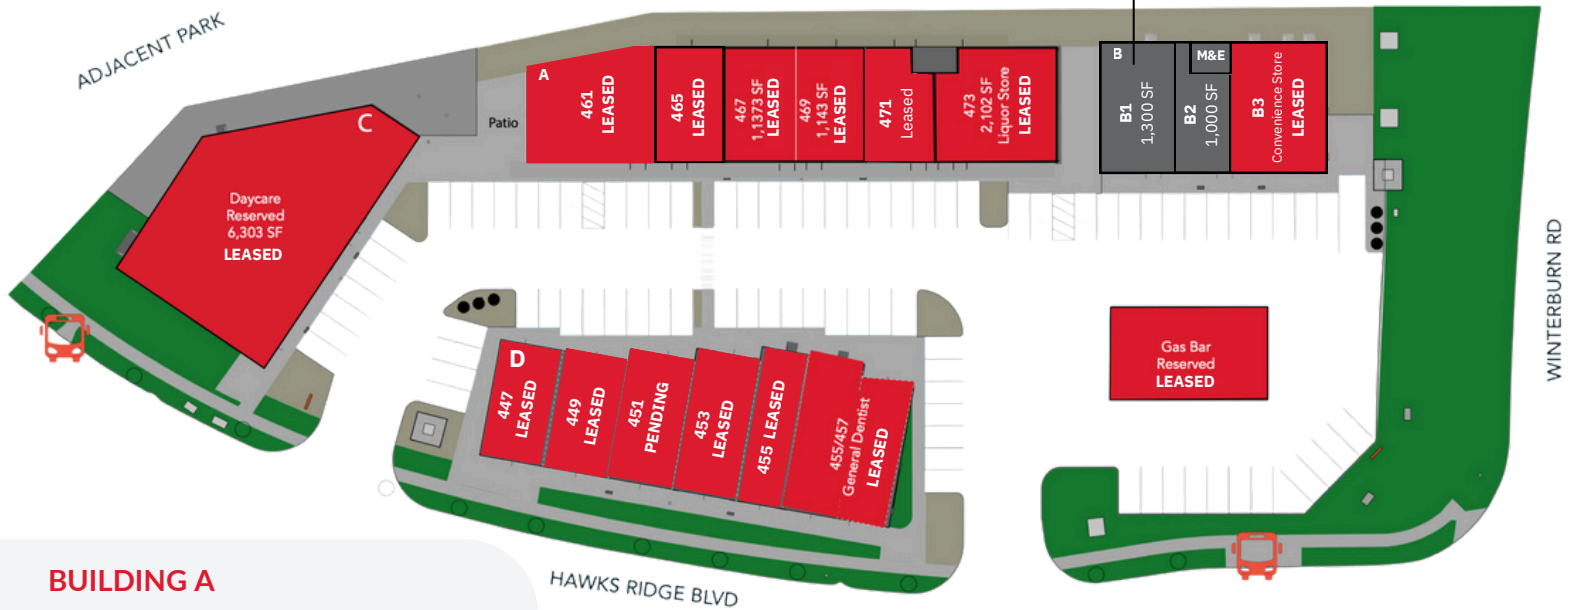 ADJACENT PARK
C
Daycare
Reserved
6,303 SF
LEASED
Patio
A
461
LEASED
465
LEASED
467
1,1373 SF
LEASED
469
1,143 SF
LEASED
471
Leased
473
2,102 SF
Liquor Store
LEASED
B
B1
1,300 SF
M&E
B2
1,000 SF
B3
Convenience Store
LEASED
WINTERBURN RD
D
447
LEASED
449
LEASED
451
PENDING
453
LEASED
455 LEASED
455/457
General Dentist
LEASED
Gas Bar
Reserved
LEASED
HAWKS RIDGE BLVD
BUILDING A